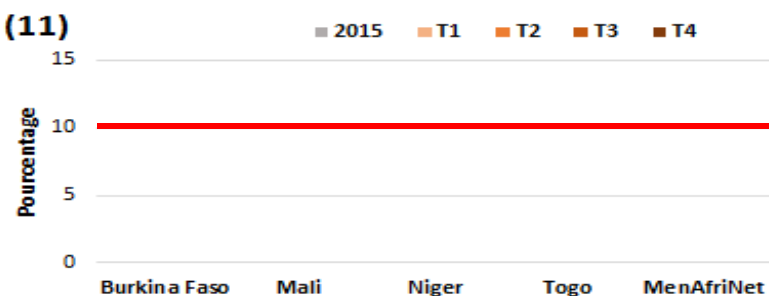 (11)
2015 T1 T2 T3 T4
15
10
5
0
Pourcentage
Burkina Faso Mali Niger Togo MenAfriNet